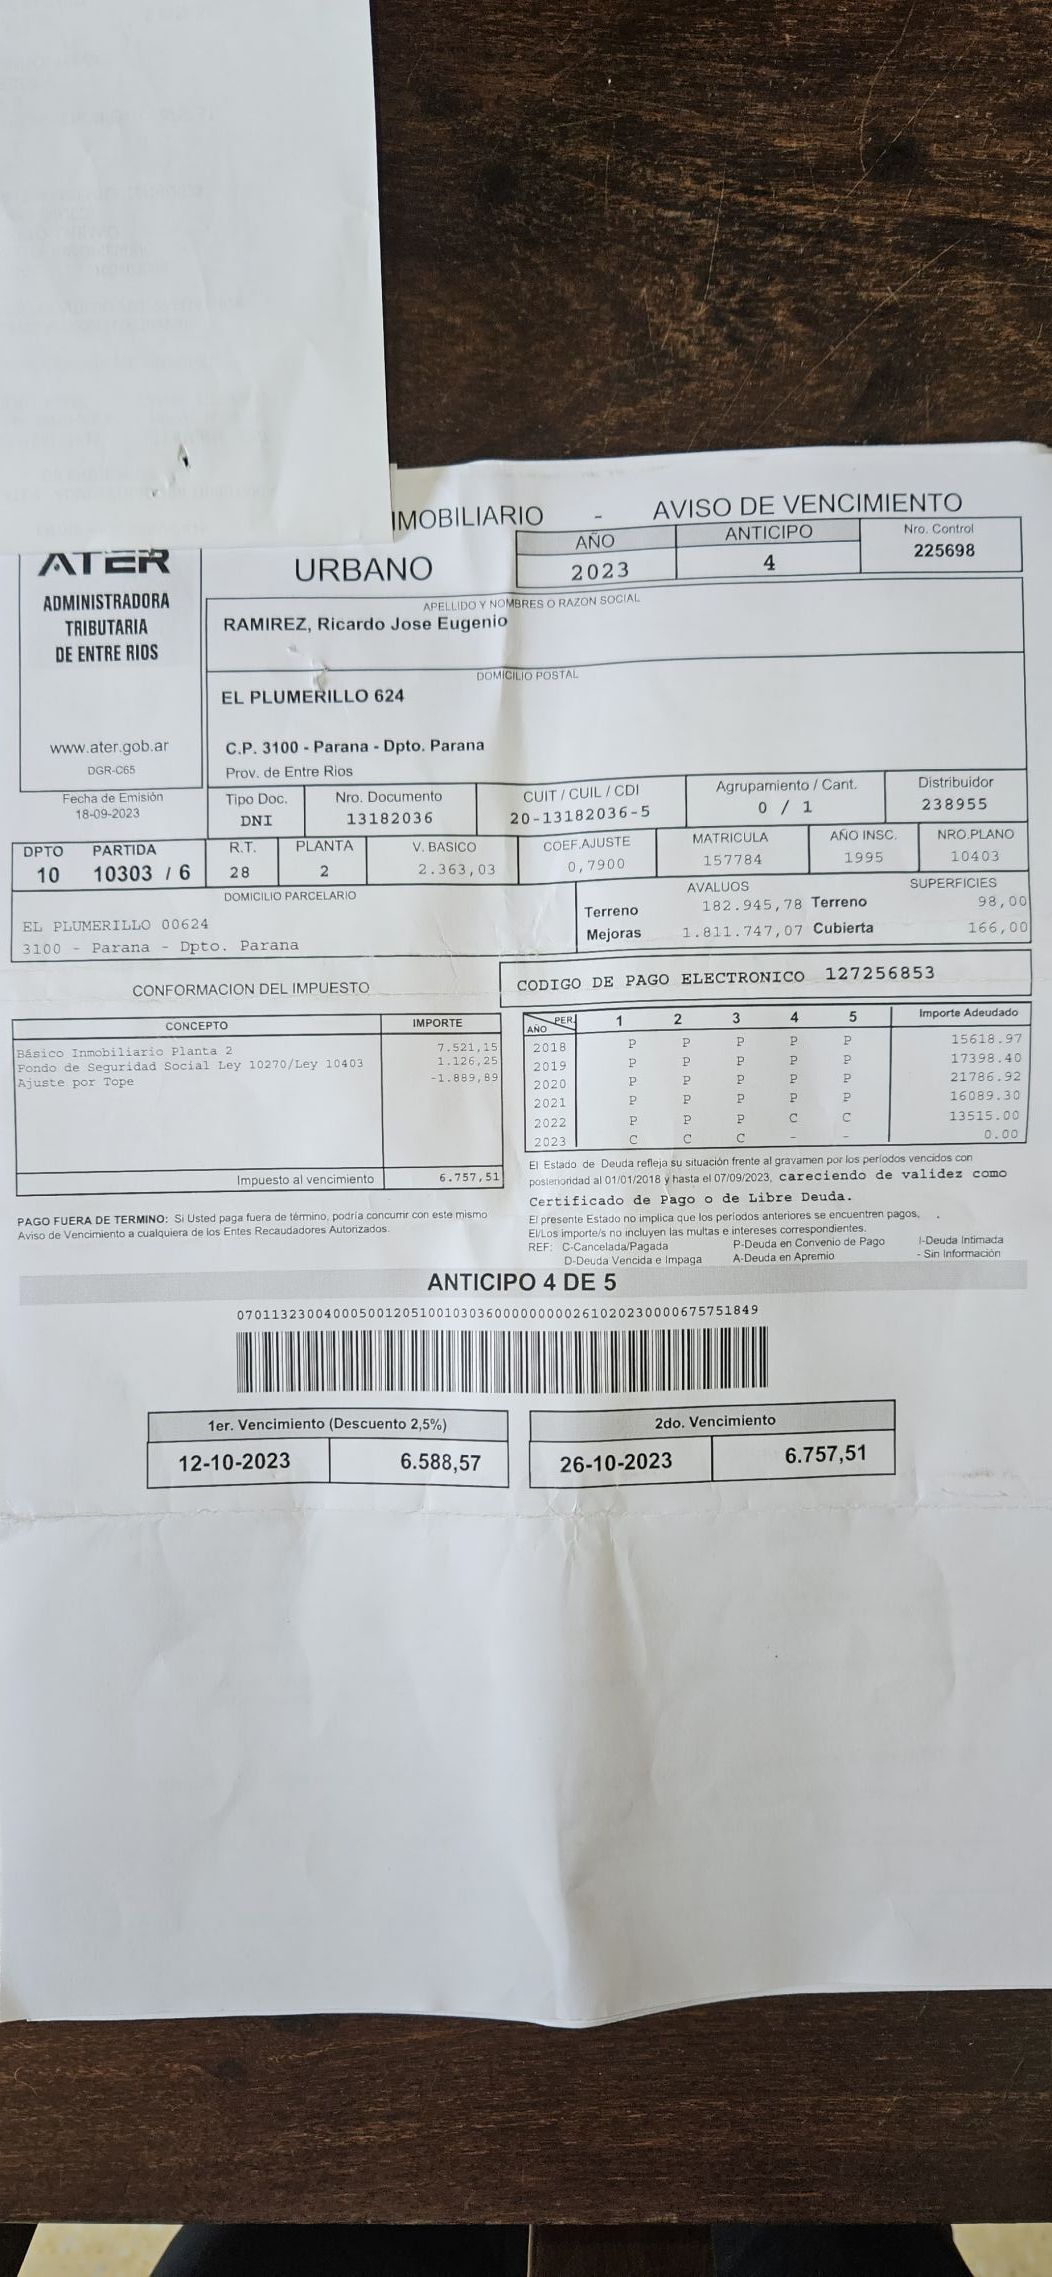 IMOBILIARIO - AVISO DE VENCIMIENTO
URBANO
AÑO ANTICIPO Nro. Control
2023 4 225698
ATER
ADMINISTRADORA
TRIBUTARIA
DE ENTRE RIOS
www.ater.gob.ar
DGR-C65
APELLIDO Y NOMBRES O RAZON SOCIAL
RAMIREZ, Ricardo Jose Eugenio
DOMICILIO POSTAL
EL PLUMERILLO 624
C.P. 3100 - Parana - Dpto. Parana
Prov. de Entre Rios
Fecha de Emisión
18-09-2023
Tipo Doc. Nro. Documento CUIT / CUIL / CDI Agrupamiento / Cant. Distribuidor
DNI 13182036 20-13182036-5 0 / 1 238955
DPTO PARTIDA R.T. PLANTA V. BASICO COEF.AJUSTE MATRICULA AÑO INSC. NRO.PLANO
10 10303 / 6 28 2 2.363,03 0,7900 157784 1995 10403
DOMICILIO PARCELARIO
EL PLUMERILLO 00624
3100 - Parana - Dpto. Parana
AVALUOS SUPERFICIES
Terreno 182.945,78 Terreno 98,00
Mejoras 1.811.747,07 Cubierta 166,00
CONFORMACION DEL IMPUESTO
CODIGO DE PAGO ELECTRONICO 127256853
CONCEPTO IMPORTE
Básico Inmobiliario Planta 2 7.521,15
Fondo de Seguridad Social Ley 10270/Ley 10403 1.126,25
Ajuste por Tope -1.889,89
Impuesto al vencimiento 6.757,51
PAGO FUERA DE TERMINO: Si Usted paga fuera de término, podría concurrir con este mismo
Aviso de Vencimiento a cualquiera de los Entes Recaudadores Autorizados.
AÑO PER. 1 2 3 4 5 Importe Adeudado
2018 P P P P P 15618.97
2019 P P P P P 17398.40
2020 P P P P P 21786.92
2021 P P P P P 16089.30
2022 P P P C C 13515.00
2023 C C C - - 0.00
El Estado de Deuda refleja su situación frente al gravamen por los períodos vencidos con
posterioridad al 01/01/2018 y hasta el 07/09/2023, careciendo de validez como
Certificado de Pago o de Libre Deuda.
El presente Estado no implica que los períodos anteriores se encuentren pagos.
El/Los importe/s no incluyen las multas e intereses correspondientes.
REF: C-Cancelada/Pagada P-Deuda en Convenio de Pago I-Deuda Intimada
D-Deuda Vencida e Impaga A-Deuda en Apremio - Sin Información
ANTICIPO 4 DE 5
1er. Vencimiento (Descuento 2,5%)
12-10-2023 6.588,57
2do. Vencimiento
26-10-2023 6.757,51